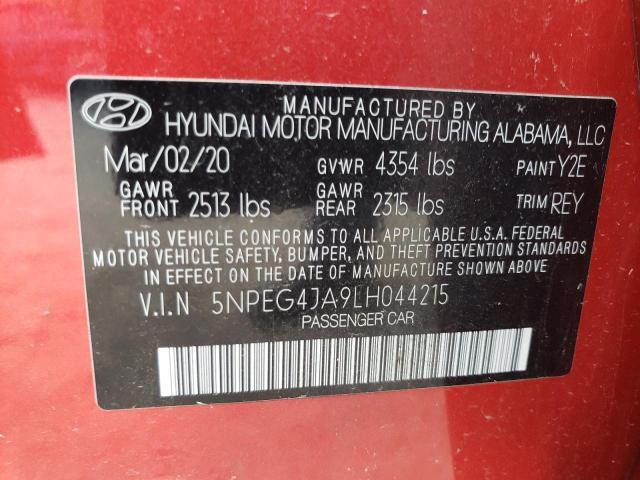 MANUFACTURED BY
HYUNDAI MOTOR MANUFACTURING ALABAMA, LLC
Mar/02/20 GVWR 4354 lbs PAINT Y2E
GAWR FRONT 2513 lbs GAWR REAR 2315 lbs TRIM REY
THIS VEHICLE CONFORMS TO ALL APPLICABLE U.S.A. FEDERAL
MOTOR VEHICLE SAFETY, BUMPER, AND THEFT PREVENTION STANDARDS
IN EFFECT ON THE DATE OF MANUFACTURE SHOWN ABOVE.
V.I.N 5NPEG4JA9LH044215
PASSENGER CAR